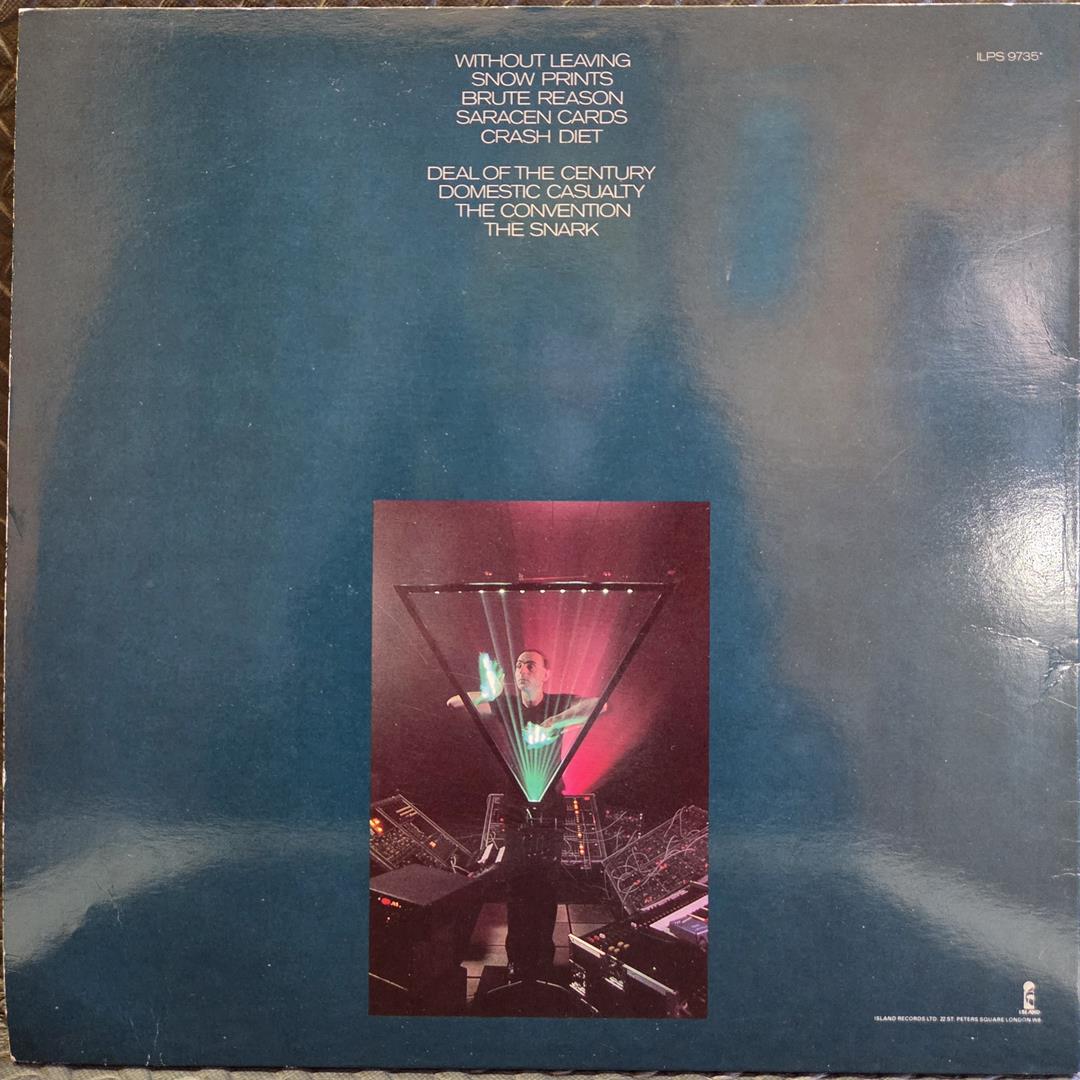 WITHOUT LEAVING
SNOW PRINTS
BRUTE REASON
SARACEN CARDS
CRASH DIET
DEAL OF THE CENTURY
DOMESTIC CASUALTY
THE CONVENTION
THE SNARK
ILPS 9735*
ISLAND
ISLAND RECORDS LTD. 22 ST. PETERS SQUARE LONDON W6